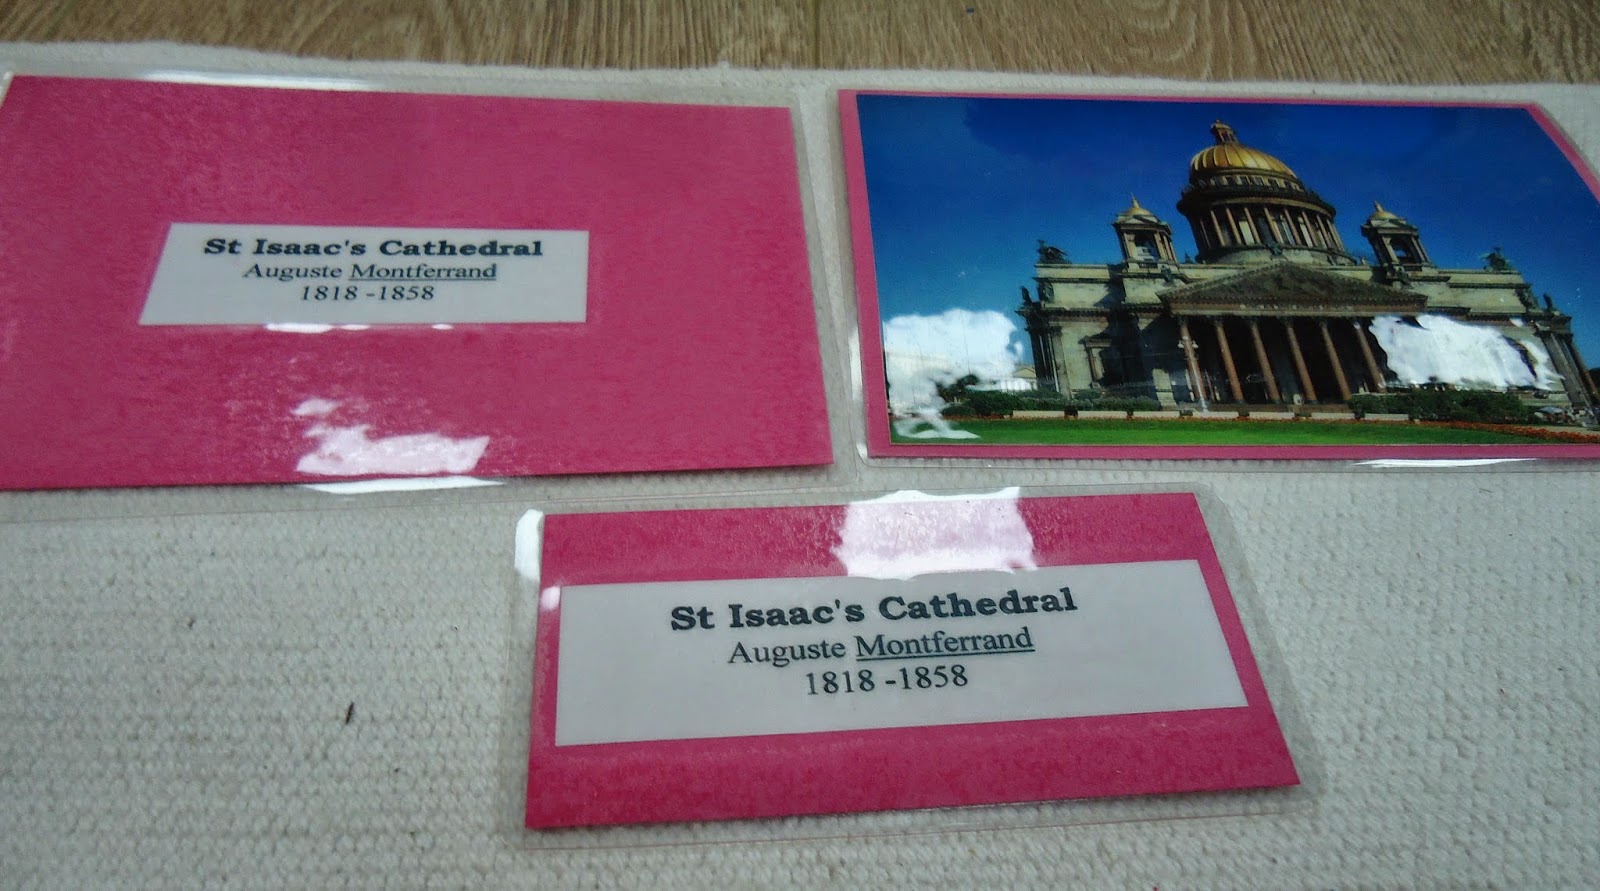 St Isaac's Cathedral
Auguste Montferrand
1818 -1858
St Isaac's Cathedral
Auguste Montferrand
1818 -1858